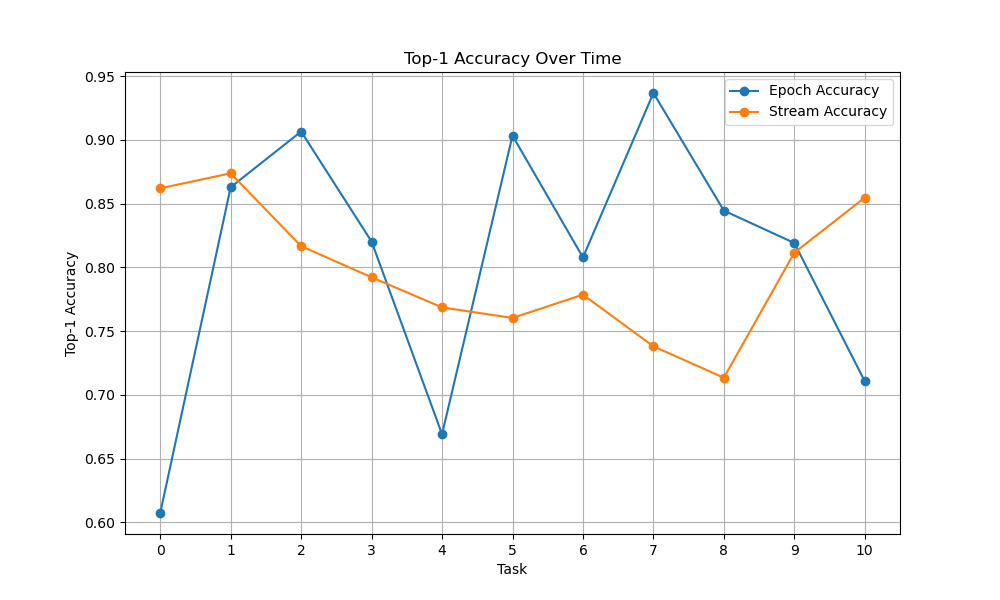 Top-1 Accuracy Over Time
Epoch Accuracy
Stream Accuracy
Top-1 Accuracy
0.95
0.90
0.85
0.80
0.75
0.70
0.65
0.60
0 1 2 3 4 5 6 7 8 9 10
Task